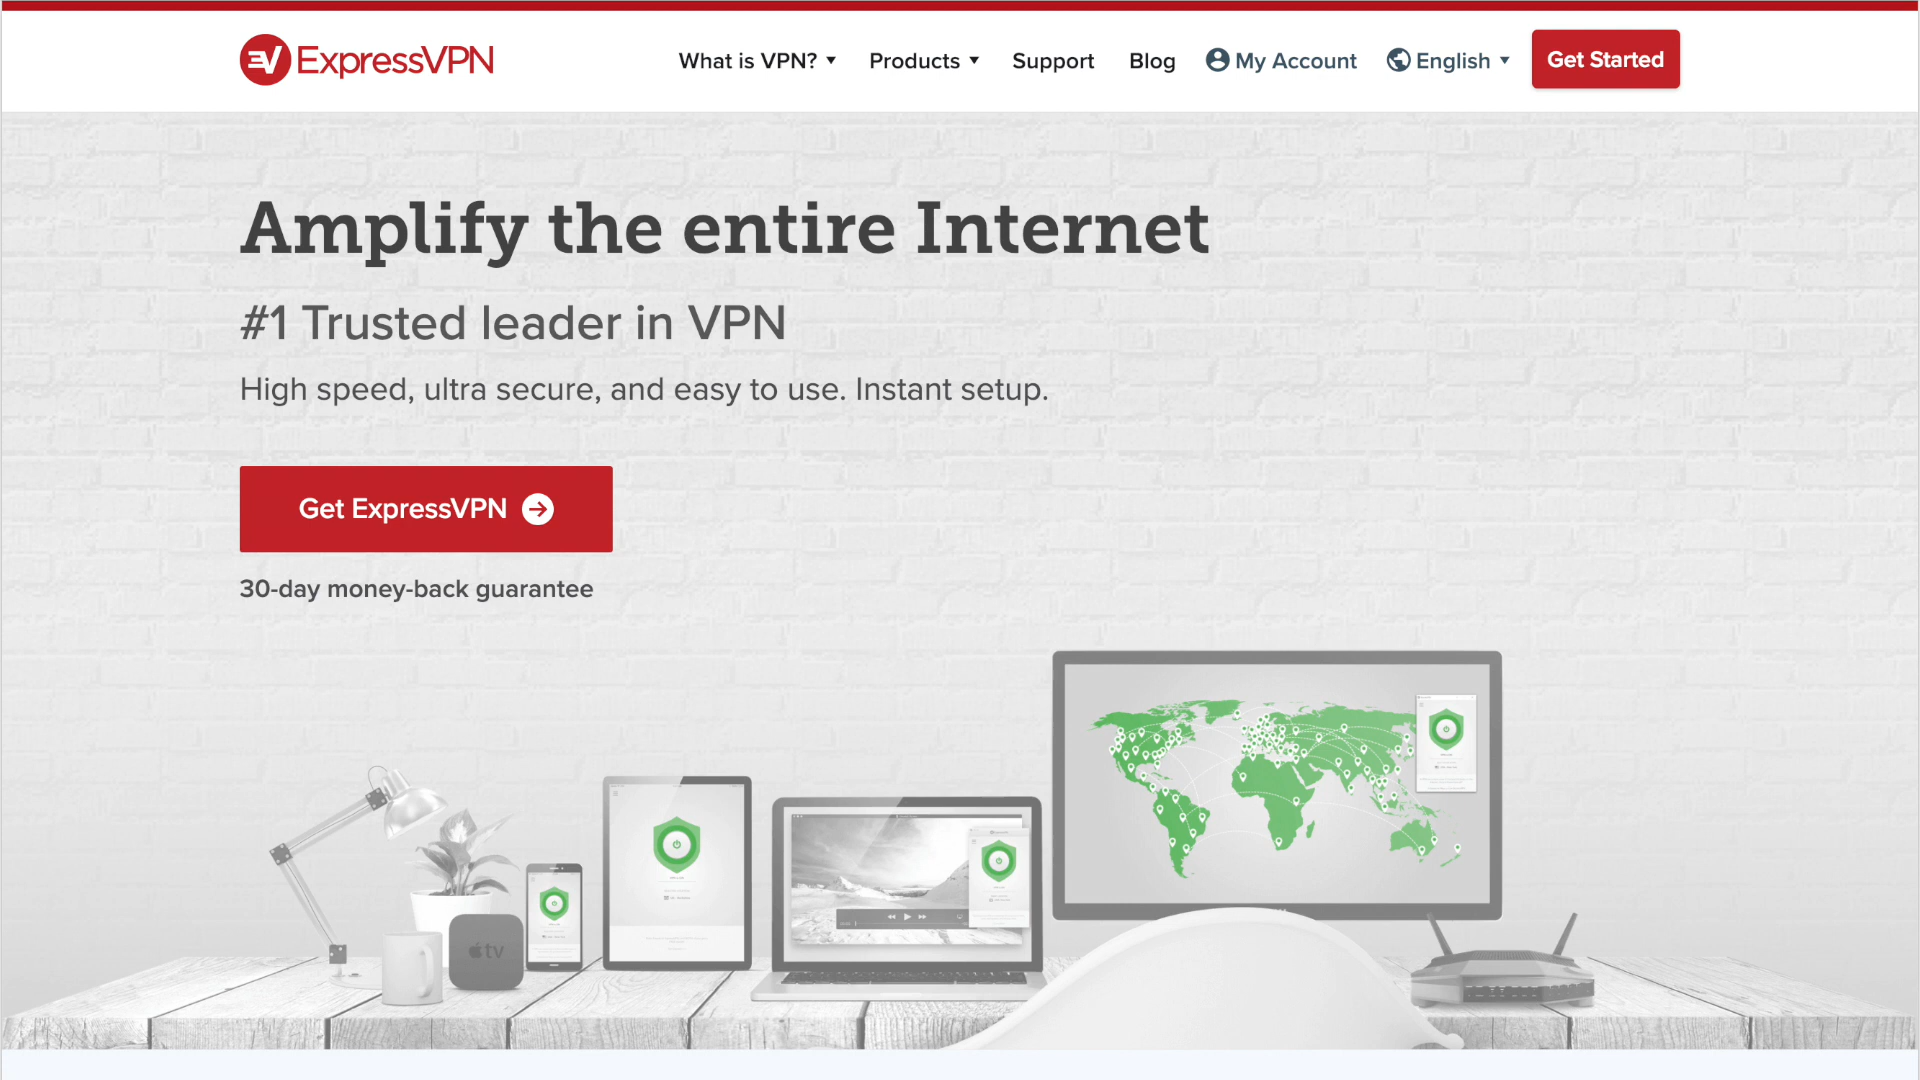 ExpressVPN
What is VPN? Products Support Blog My Account English Get Started
Amplify the entire Internet
#1 Trusted leader in VPN
High speed, ultra secure, and easy to use. Instant setup.
Get ExpressVPN
30-day money-back guarantee
tv